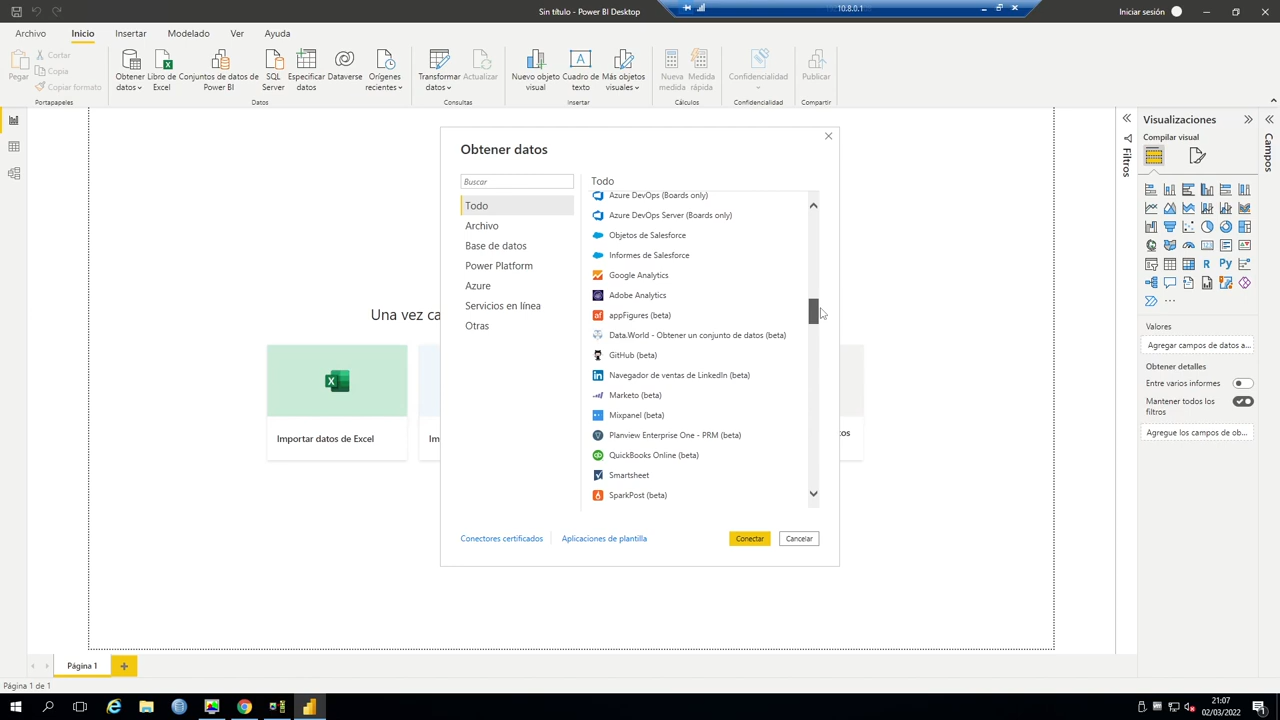 Sin título - Power BI Desktop
10.8.0.1
Iniciar sesión
Archivo
Inicio
Insertar
Modelado
Ver
Ayuda
Pegar
Cortar
Copia
Copiar formato
Portapapeles
Obtener datos
Libro de Excel
Conjuntos de datos de Power BI
SQL Server
Especificar datos
Dataverse
Orígenes recientes
Datos
Transformar datos
Actualizar
Consultas
Nuevo objeto visual
Cuadro de texto
Más objetos visuales
Insertar
Nueva medida
Medida rápida
Cálculos
Confidencialidad
Confidencialidad
Publicar
Compartir
Obtener datos
Buscar
Todo
Archivo
Base de datos
Power Platform
Azure
Servicios en línea
Otras
Todo
Azure DevOps (Boards only)
Azure DevOps Server (Boards only)
Objetos de Salesforce
Informes de Salesforce
Google Analytics
Adobe Analytics
appFigures (beta)
Data.World - Obtener un conjunto de datos (beta)
GitHub (beta)
Navegador de ventas de LinkedIn (beta)
Marketo (beta)
Mixpanel (beta)
Planview Enterprise One - PRM (beta)
QuickBooks Online (beta)
Smartsheet
SparkPost (beta)
Conectores certificados
Aplicaciones de plantilla
Conectar
Cancelar
Una vez ca
Importar datos de Excel
Im
os
Filtros
Visualizaciones
Compilar visual
R
Py
Valores
Agregar campos de datos a...
Obtener detalles
Entre varios informes
Mantener todos los filtros
Agregue los campos de ob...
Campos
Página 1
Página 1 de 1
21:07
02/03/2022